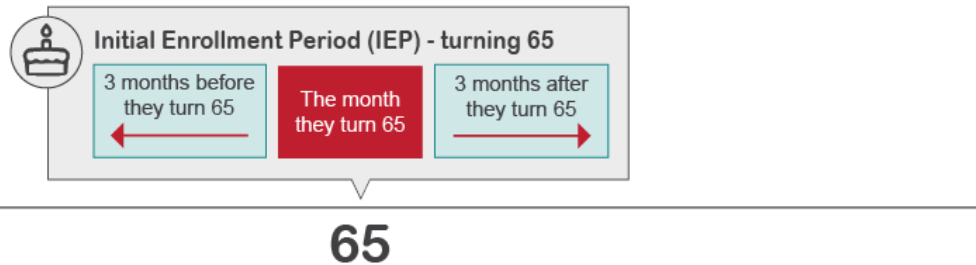 Initial Enrollment Period (IEP) - turning 65
3 months before
they turn 65
The month
they turn 65
3 months after
they turn 65
65